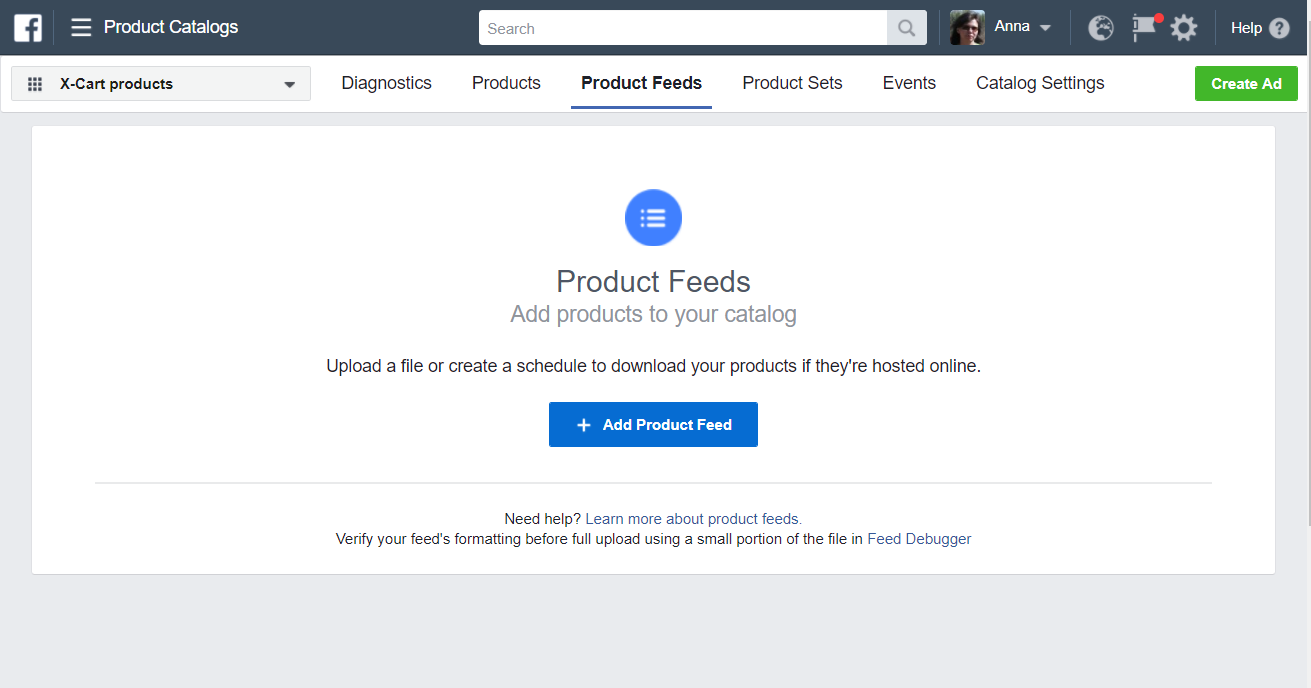 Product Catalogs
Search
Anna
Help
X-Cart products
Diagnostics
Products
Product Feeds
Product Sets
Events
Catalog Settings
Create Ad
Product Feeds
Add products to your catalog
Upload a file or create a schedule to download your products if they're hosted online.
+ Add Product Feed
Need help? Learn more about product feeds.
Verify your feed's formatting before full upload using a small portion of the file in Feed Debugger